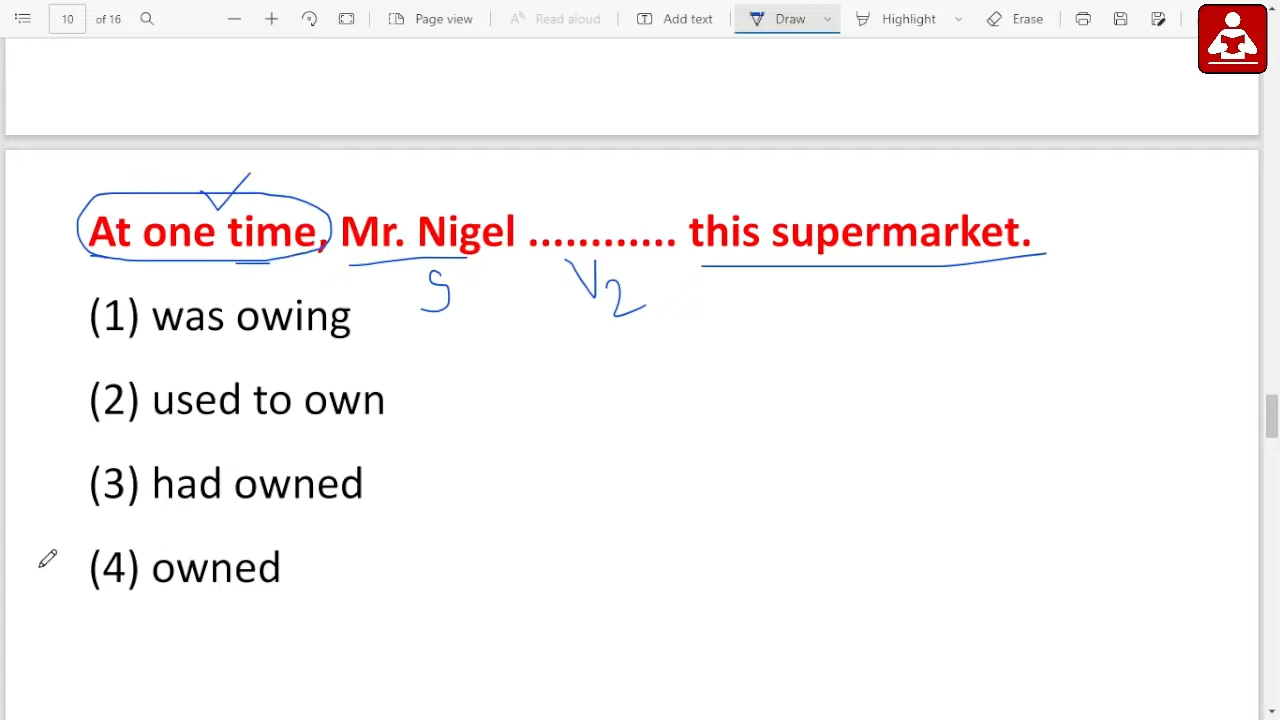 10 of 16 Page view Read aloud Add text Draw Highlight Erase
At one time, Mr. Nigel ............ this supermarket.
S V2
(1) was owing
(2) used to own
(3) had owned
(4) owned